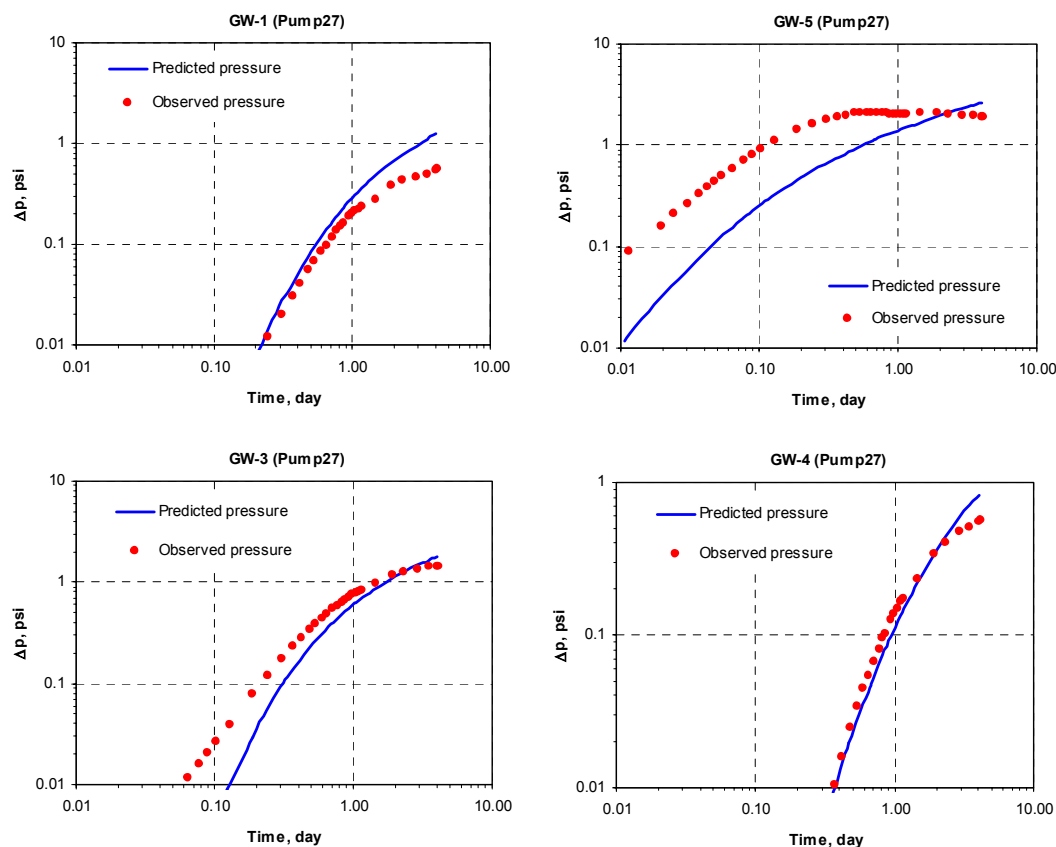 GW-1 (Pump27)
10
1
0.1
0.01
Δp, psi
Predicted pressure
Observed pressure
0.01
0.10
1.00
10.00
Time, day
GW-5 (Pump27)
10
1
0.1
0.01
Δp, psi
Predicted pressure
Observed pressure
0.01
0.10
1.00
10.00
Time, day
GW-3 (Pump27)
10
1
0.1
0.01
Δp, psi
Predicted pressure
Observed pressure
0.01
0.10
1.00
10.00
Time, day
GW-4 (Pump27)
1
0.1
0.01
Δp, psi
Predicted pressure
Observed pressure
0.01
0.10
1.00
10.00
Time, day